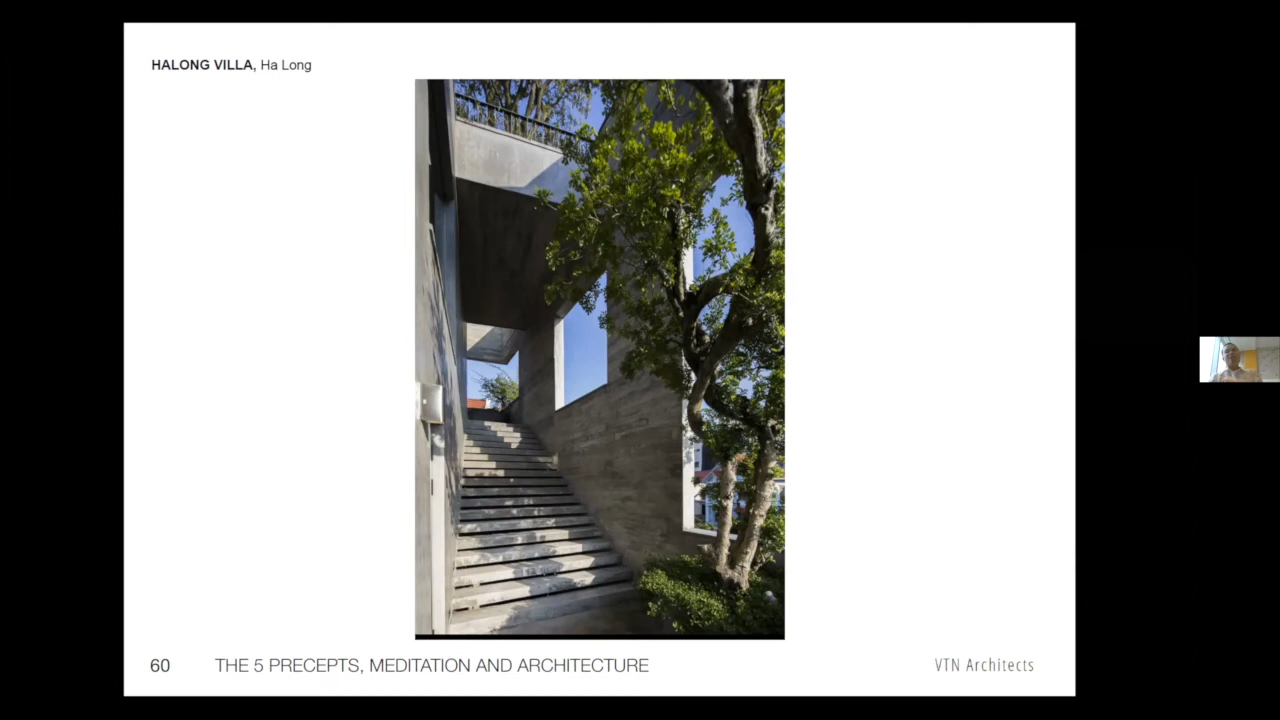 HALONG VILLA, Ha Long
60 THE 5 PRECEPTS, MEDITATION AND ARCHITECTURE VTN Architects